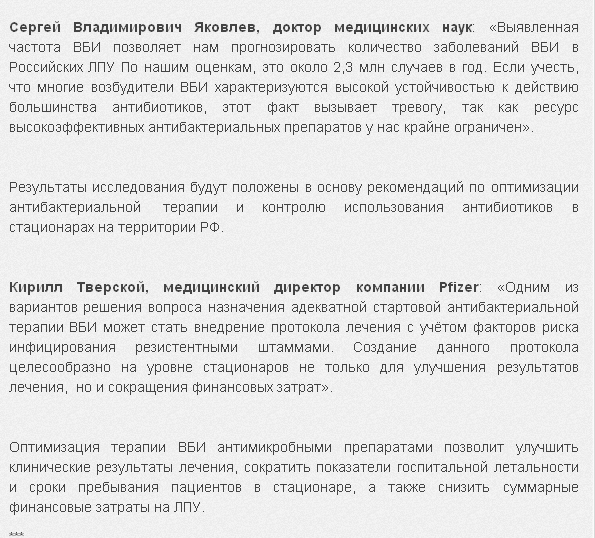 Сергей Владимирович Яковлев, доктор медицинских наук: «Выявленная
частота ВБИ позволяет нам прогнозировать количество заболеваний ВБИ в
Российских ЛПУ По нашим оценкам, это около 2,3 млн случаев в год. Если учесть,
что многие возбудители ВБИ характеризуются высокой устойчивостью к действию
большинства антибиотиков, этот факт вызывает тревогу, так как ресурс
высокоэффективных антибактериальных препаратов у нас крайне ограничен».
Результаты исследования будут положены в основу рекомендаций по оптимизации
антибактериальной терапии и контролю использования антибиотиков в
стационарах на территории РФ.
Кирилл Тверской, медицинский директор компании Pfizer: «Одним из
вариантов решения вопроса назначения адекватной стартовой антибактериальной
терапии ВБИ может стать внедрение протокола лечения с учётом факторов риска
инфицирования резистентными штаммами. Создание данного протокола
целесообразно на уровне стационаров не только для улучшения результатов
лечения, но и сокращения финансовых затрат».
Оптимизация терапии ВБИ антимикробными препаратами позволит улучшить
клинические результаты лечения, сократить показатели госпитальной летальности
и сроки пребывания пациентов в стационаре, а также снизить суммарные
финансовые затраты на ЛПУ.
***